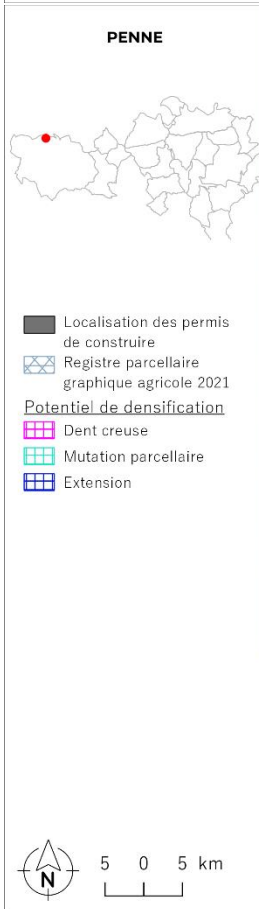 PENNE
Localisation des permis
de construire
Registre parcellaire
graphique agricole 2021
Potentiel de densification
Dent creuse
Mutation parcellaire
Extension
N
5 0 5 km